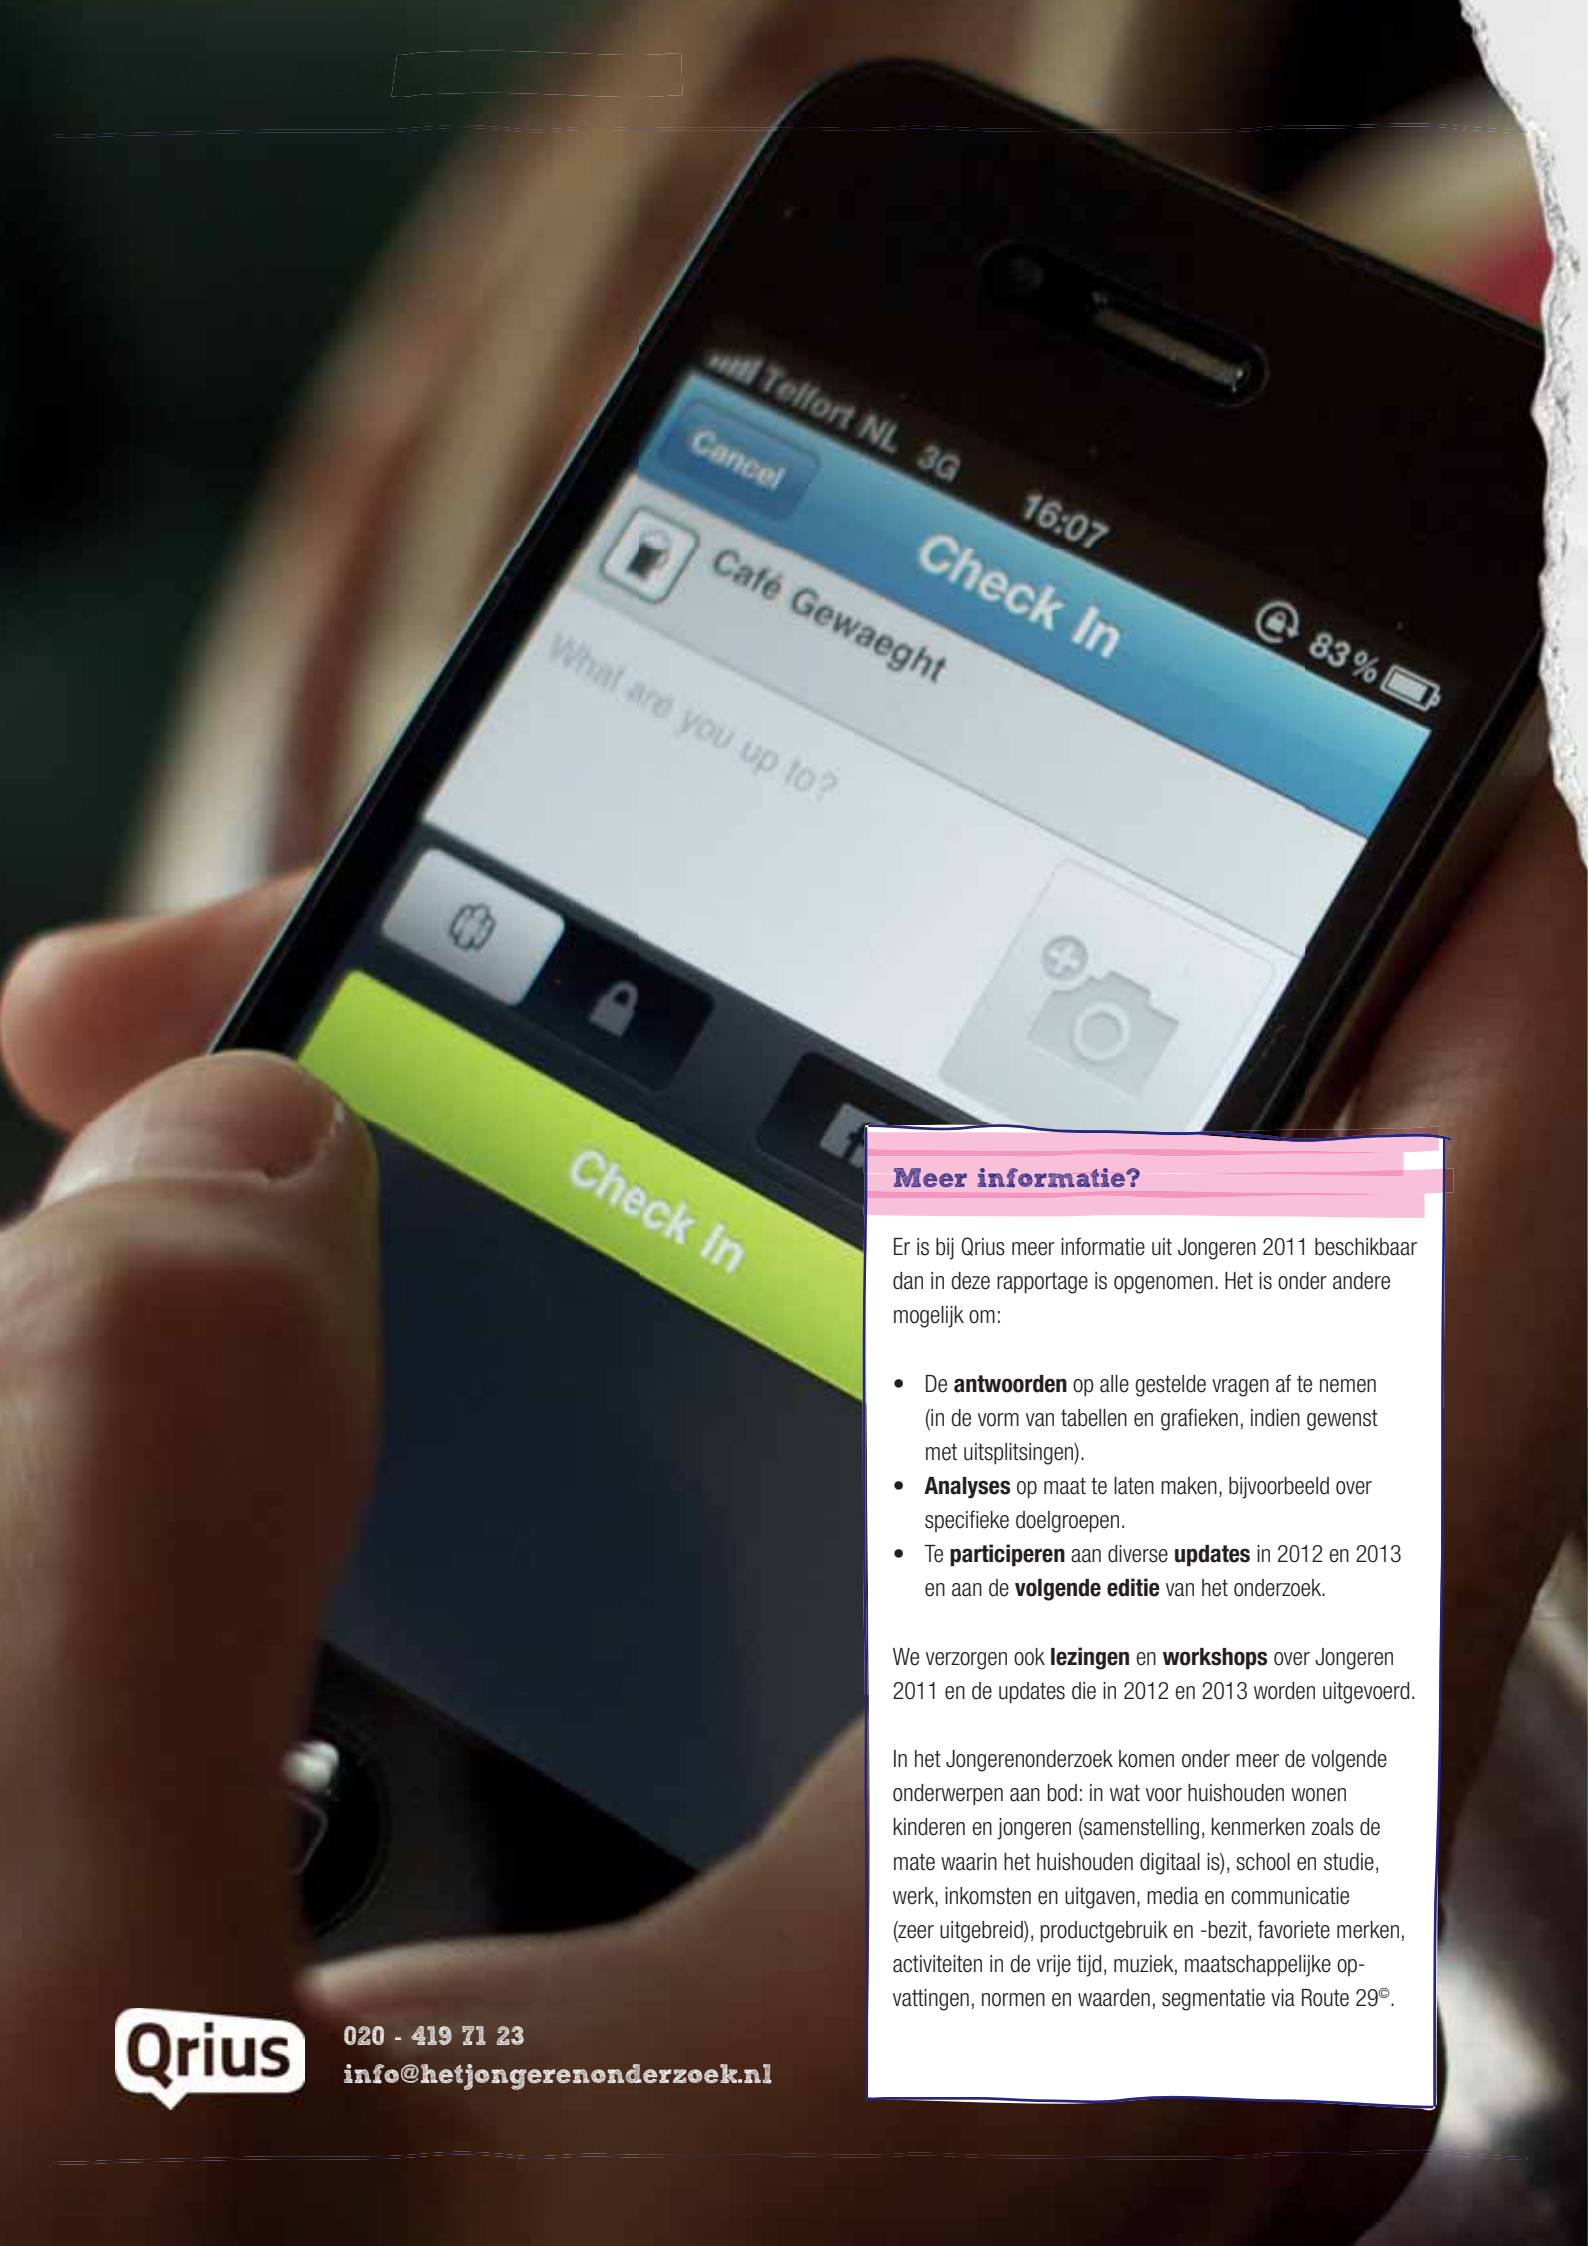 Telfort NL 3G 16:07 83%
Cancel
Check In
Café Gewaeght
What are you up to?
f
Check in
Meer informatie?
Er is bij Qrius meer informatie uit Jongeren 2011 beschikbaar
dan in deze rapportage is opgenomen. Het is onder andere
mogelijk om:
• De antwoorden op alle gestelde vragen af te nemen
(in de vorm van tabellen en grafieken, indien gewenst
met uitsplitsingen).
• Analyses op maat te laten maken, bijvoorbeeld over
specifieke doelgroepen.
• Te participeren aan diverse updates in 2012 en 2013
en aan de volgende editie van het onderzoek.
We verzorgen ook lezingen en workshops over Jongeren
2011 en de updates die in 2012 en 2013 worden uitgevoerd.
In het Jongerenonderzoek komen onder meer de volgende
onderwerpen aan bod: in wat voor huishouden wonen
kinderen en jongeren (samenstelling, kenmerken zoals de
mate waarin het huishouden digitaal is), school en studie,
werk, inkomsten en uitgaven, media en communicatie
(zeer uitgebreid), productgebruik en -bezit, favoriete merken,
activiteiten in de vrije tijd, muziek, maatschappelijke op-
vattingen, normen en waarden, segmentatie via Route 29©.
Qrius
020 - 419 71 23
info@hetjongerenonderzoek.nl